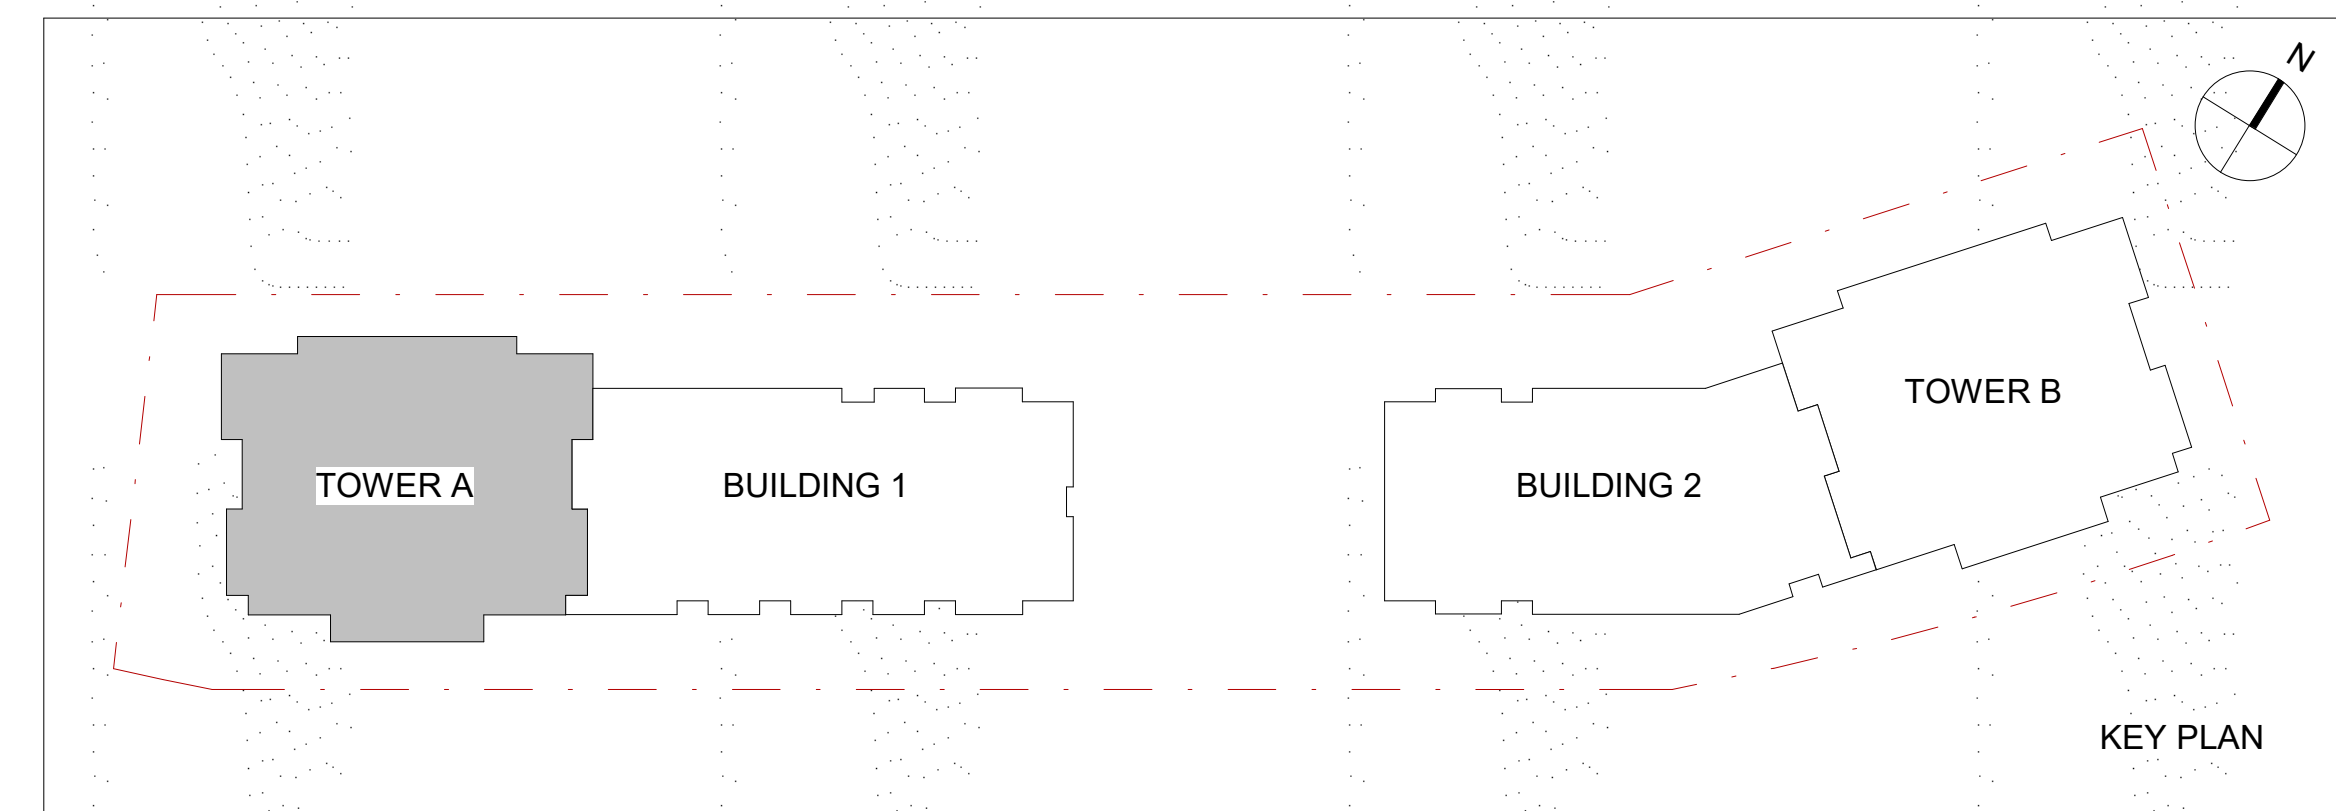 N
TOWER B
TOWER A
BUILDING 1
BUILDING 2
KEY PLAN